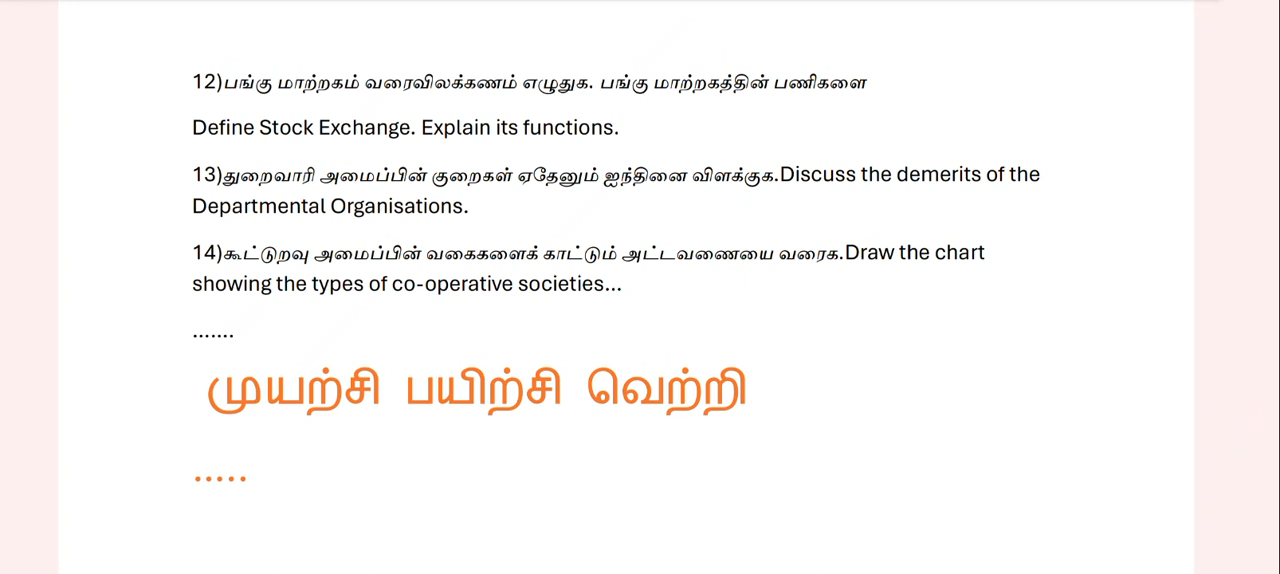 12)பங்கு மாற்றகம் வரைவிலக்கணம் எழுதுக. பங்கு மாற்றகத்தின் பணிகளை
Define Stock Exchange. Explain its functions.
13)துறைவாரி அமைப்பின் குறைகள் ஏதேனும் ஐந்தினை விளக்குக.Discuss the demerits of the
Departmental Organisations.
14)கூட்டுறவு அமைப்பின் வகைகளைக் காட்டும் அட்டவணையை வரைக.Draw the chart
showing the types of co-operative societies...
.......
முயற்சி பயிற்சி வெற்றி
.....